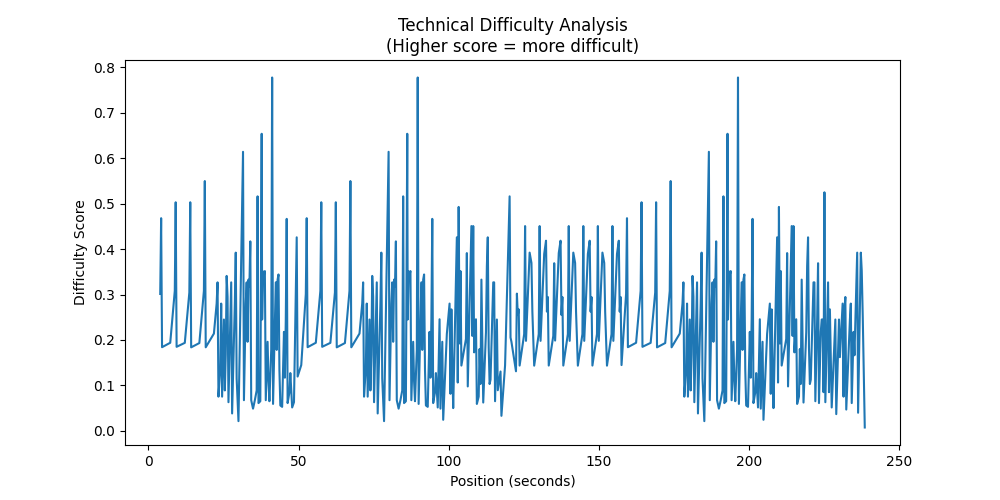 Technical Difficulty Analysis
(Higher score = more difficult)
Difficulty Score
0.8
0.7
0.6
0.5
0.4
0.3
0.2
0.1
0.0
0 50 100 150 200 250
Position (seconds)